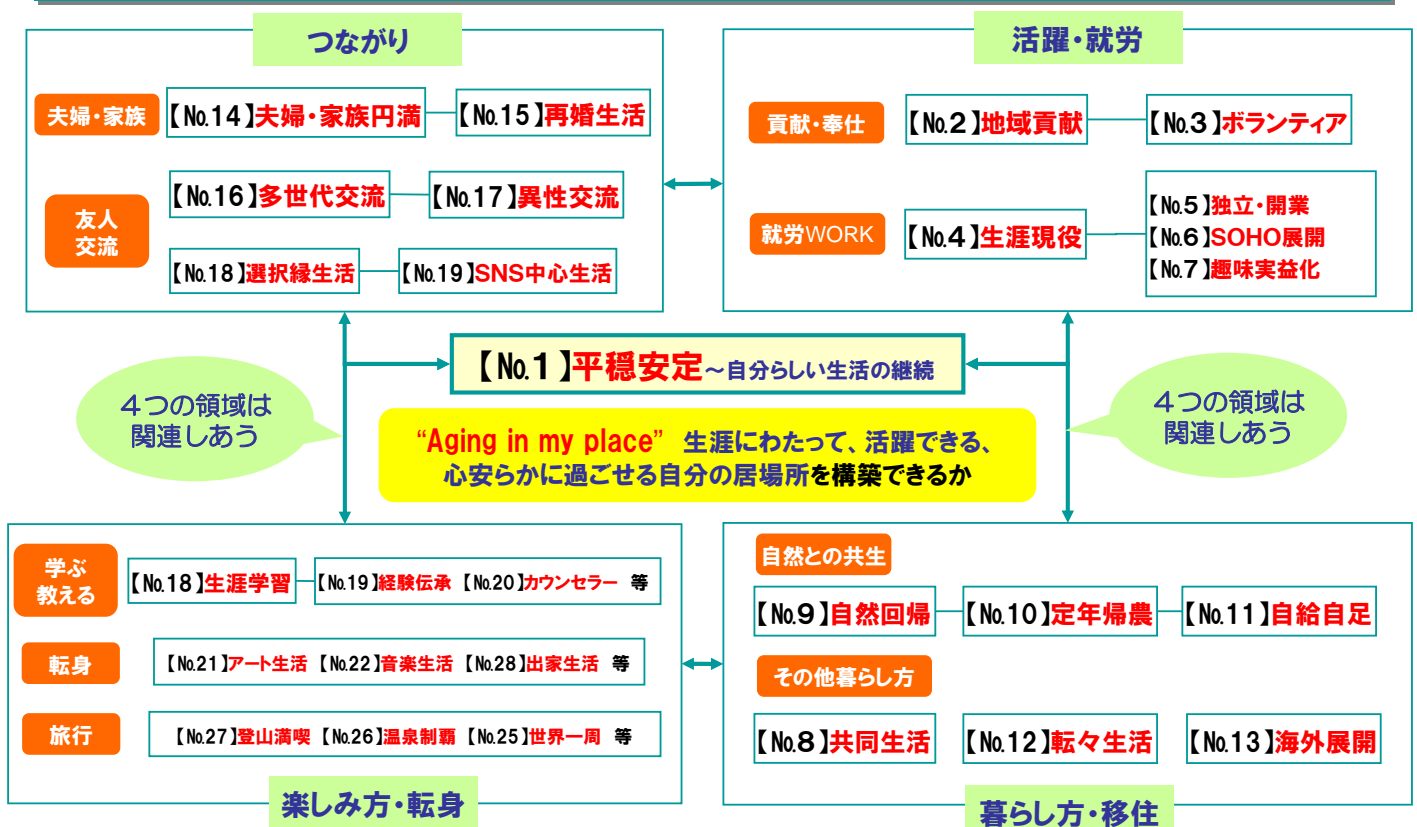 つながり
夫婦・家族
【No.14】夫婦・家族円満
【No.15】再婚生活
友人
交流
【No.16】多世代交流
【No.17】異性交流
【No.18】選択縁生活
【No.19】SNS中心生活
活躍・就労
貢献・奉仕
【No.2】地域貢献
【No.3】ボランティア
就労WORK
【No.4】生涯現役
【No.5】独立・開業
【No.6】SOHO展開
【No.7】趣味実益化
【No.1】平穏安定～自分らしい生活の継続
４つの領域は
関連しあう
“Aging in my place” 生涯にわたって、活躍できる、
心安らかに過ごせる自分の居場所を構築できるか
４つの領域は
関連しあう
学ぶ
教える
【No.18】生涯学習
【No.19】経験伝承 【No.20】カウンセラー 等
転身
【No.21】アート生活 【No.22】音楽生活 【No.28】出家生活 等
旅行
【No.27】登山満喫 【No.26】温泉制覇 【No.25】世界一周 等
楽しみ方・転身
自然との共生
【No.9】自然回帰
【No.10】定年帰農
【No.11】自給自足
その他暮らし方
【No.8】共同生活
【No.12】転々生活
【No.13】海外展開
暮らし方・移住